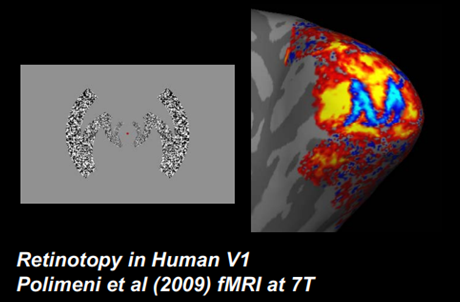 Retinotopy in Human V1
Polimeni et al (2009) fMRI at 7T